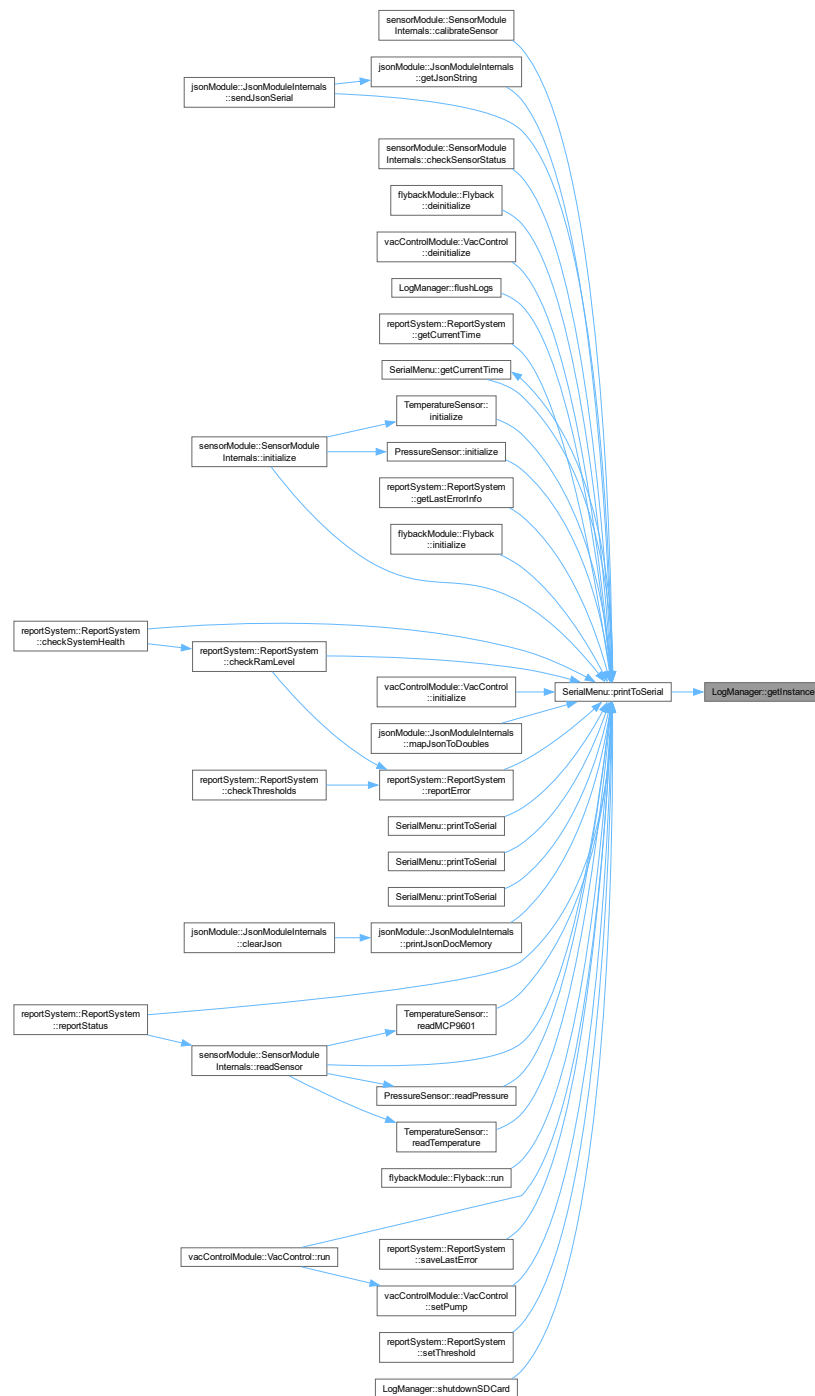 sensorModule::SensorModule
Internals::calibrateSensor
jsonModule::JsonModuleInternals
::getJsonString
jsonModule::JsonModuleInternals
::sendJsonSerial
sensorModule::SensorModule
Internals::checkSensorStatus
flybackModule::Flyback
::deinitialize
vacControlModule::VacControl
::deinitialize
LogManager::flushLogs
reportSystem::ReportSystem
::getCurrentTime
SerialMenu::getCurrentTime
TemperatureSensor::
initialize
sensorModule::SensorModule
Internals::initialize
PressureSensor::initialize
reportSystem::ReportSystem
::getLastErrorInfo
flybackModule::Flyback
::initialize
reportSystem::ReportSystem
::checkSystemHealth
reportSystem::ReportSystem
::checkRamLevel
vacControlModule::VacControl
::initialize
SerialMenu::printToSerial
LogManager::getInstance
jsonModule::JsonModuleInternals
::mapJsonToDoubles
reportSystem::ReportSystem
::checkThresholds
reportSystem::ReportSystem
::reportError
SerialMenu::printToSerial
SerialMenu::printToSerial
SerialMenu::printToSerial
jsonModule::JsonModuleInternals
::clearJson
jsonModule::JsonModuleInternals
::printJsonDocMemory
reportSystem::ReportSystem
::reportStatus
TemperatureSensor::
readMCP9601
sensorModule::SensorModule
Internals::readSensor
PressureSensor::readPressure
TemperatureSensor::
readTemperature
flybackModule::Flyback::run
vacControlModule::VacControl::run
reportSystem::ReportSystem
::saveLastError
vacControlModule::VacControl
::setPump
reportSystem::ReportSystem
::setThreshold
LogManager::shutdownSDCard